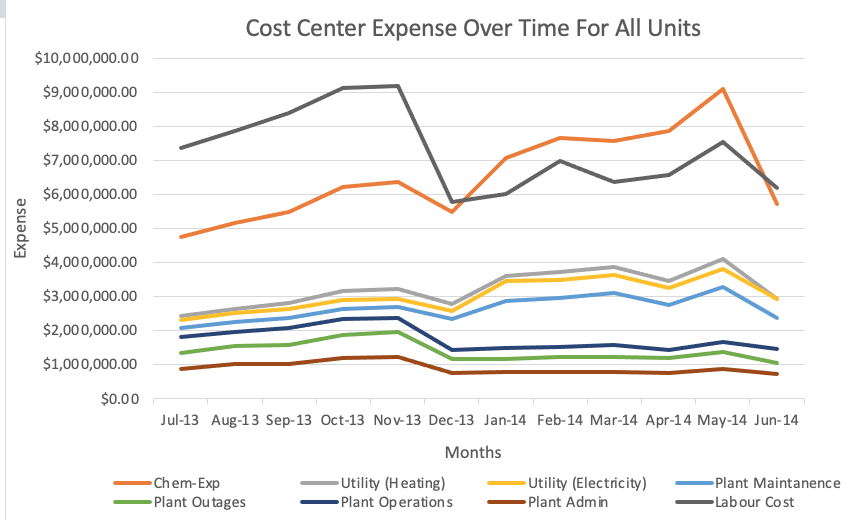 Cost Center Expense Over Time For All Units
$10,000,000.00
$9,000,000.00
$8,000,000.00
$7,000,000.00
$6,000,000.00
$5,000,000.00
$4,000,000.00
$3,000,000.00
$2,000,000.00
$1,000,000.00
$0.00
Expense
Jul-13 Aug-13 Sep-13 Oct-13 Nov-13 Dec-13 Jan-14 Feb-14 Mar-14 Apr-14 May-14 Jun-14
Months
Chem-Exp Utility (Heating) Utility (Electricity) Plant Maintanence
Plant Outages Plant Operations Plant Admin Labour Cost